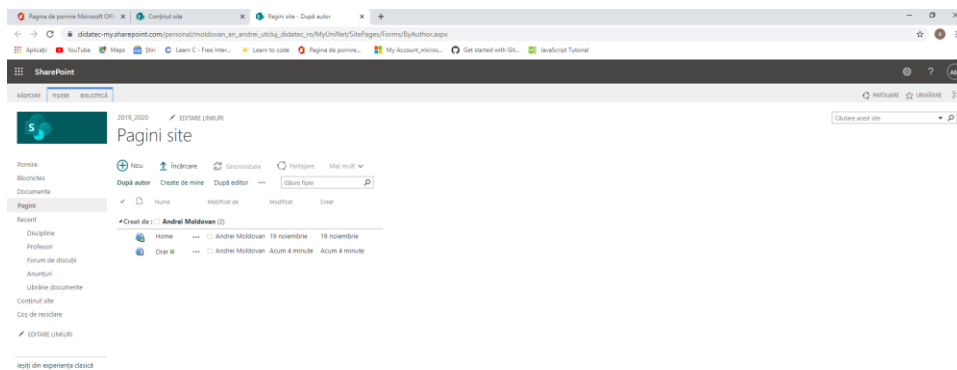 Pagina de pornire Microsoft Offi
Conținut site
Pagini site - După autor
didatec-my.sharepoint.com/personal/moldovan_an_andrei_utcluj_didatec_ro/MyUniNet/SitePages/Forms/ByAuthor.aspx
Aplicații YouTube Maps Știri Learn C - Free Inter... Learn to code Pagina de pornire... My Account_micros... Get started with Git... JavaScript Tutorial
SharePoint ?
RĂSFOIRE FIȘIERE BIBLIOTECĂ PARTAJARE URMĂRIRE
S
2019_2020 EDITARE LINKURI
Căutare acest site
Pagini site
Pornire
Blocnotes
Documente
Pagini
Recent
Discipline
Profesori
Forum de discuții
Anunțuri
Librărie documente
Conținut site
Coș de reciclare
EDITARE LINKURI
Ieșiți din experiența clasică
Nou Încărcare Sincronizare Partajare Mai mult
După autor Create de mine După editor ... Găsire fișier
Nume Modificat de Modificat Creat
Creat de : Andrei Moldovan (2)
Home ... Andrei Moldovan 19 noiembrie 19 noiembrie
Orar ... Andrei Moldovan Acum 4 minute Acum 4 minute